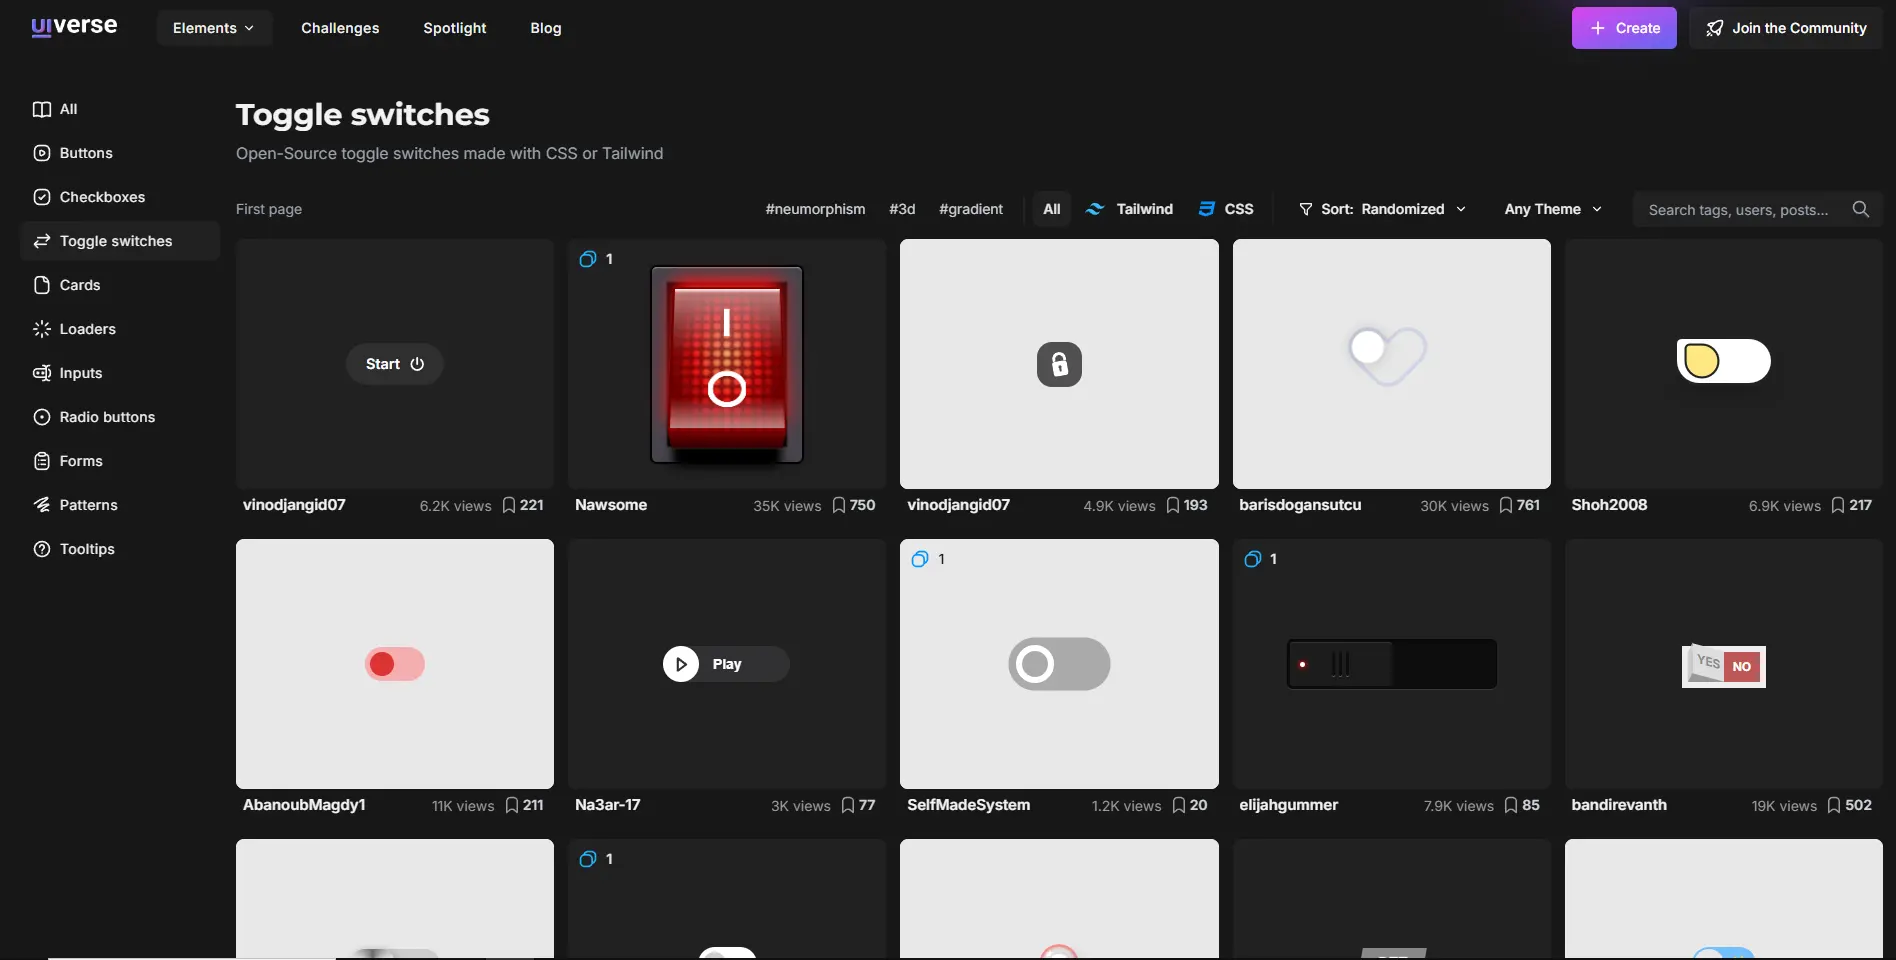 uiverse
Elements
Challenges
Spotlight
Blog
Create
Join the Community
All
Buttons
Checkboxes
Toggle switches
Cards
Loaders
Inputs
Radio buttons
Forms
Patterns
Tooltips
Toggle switches
Open-Source toggle switches made with CSS or Tailwind
First page
#neumorphism #3d #gradient
All Tailwind CSS
Sort: Randomized
Any Theme
Search tags, users, posts...
Start
1
vinodjangid07 6.2K views 221
Nawsome 35K views 750
vinodjangid07 4.9K views 193
barisdogansutcu 30K views 761
Shoh2008 6.9K views 217
Play
1
1
YES NO
AbanoubMagdy1 11K views 211
Na3ar-17 3K views 77
SelfMadeSystem 1.2K views 20
elijahgummer 7.9K views 85
bandirevanth 19K views 502
1